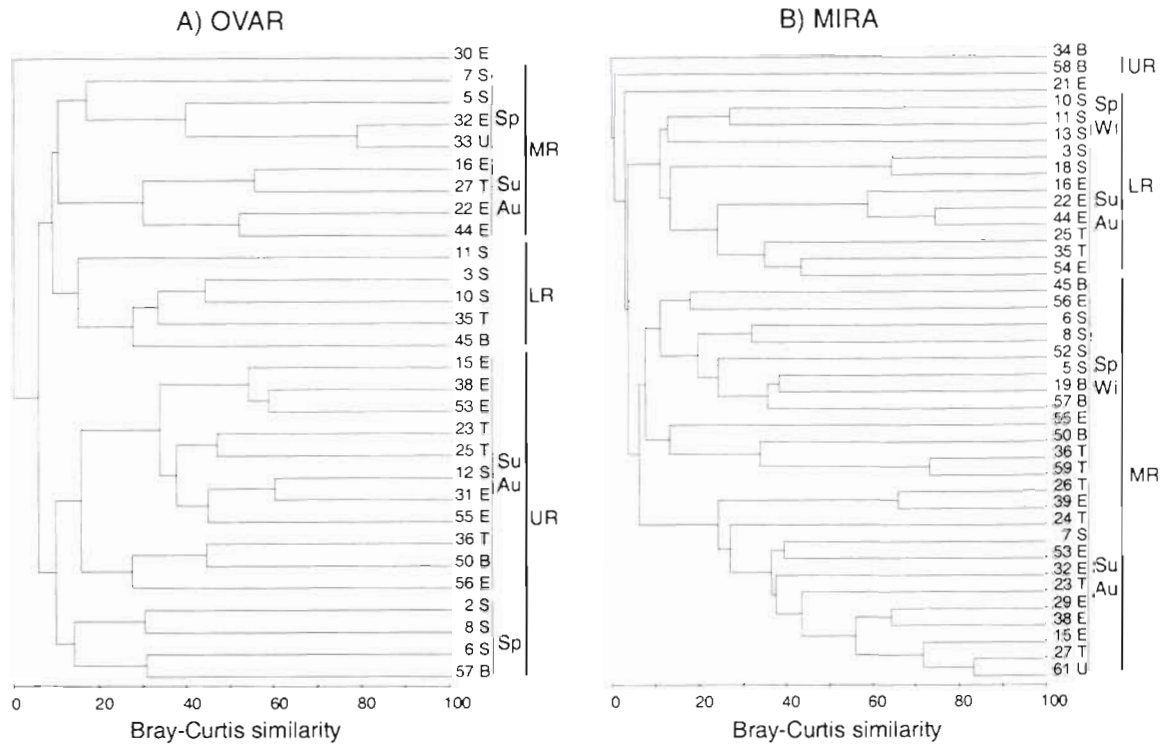 A) OVAR
30 E
7 S
5 S
32 E
33 U
16 E
27 T
22 E
44 E
11 S
3 S
10 S
35 T
45 B
15 E
38 E
53 E
23 T
25 T
12 S
31 E
55 E
36 T
50 B
56 E
2 S
8 S
6 S
57 B
Sp
Su
Au
MR
LR
Su
Au
UR
Sp
0 20 40 60 80 100
Bray-Curtis similarity
B) MIRA
34 B
58 B
21 E
10 S
11 S
13 S
3 S
18 S
16 E
22 E
44 E
25 T
35 T
54 E
45 B
56 E
6 S
8 S
52 S
5 S
19 B
57 B
55 E
50 B
36 T
59 T
26 T
39 E
24 T
7 S
53 E
32 E
23 T
29 E
38 E
15 E
27 T
61 U
UR
Sp
Wi
LR
Su
Au
Sp
Wi
MR
Su
Au
0 20 40 60 80 100
Bray-Curtis similarity